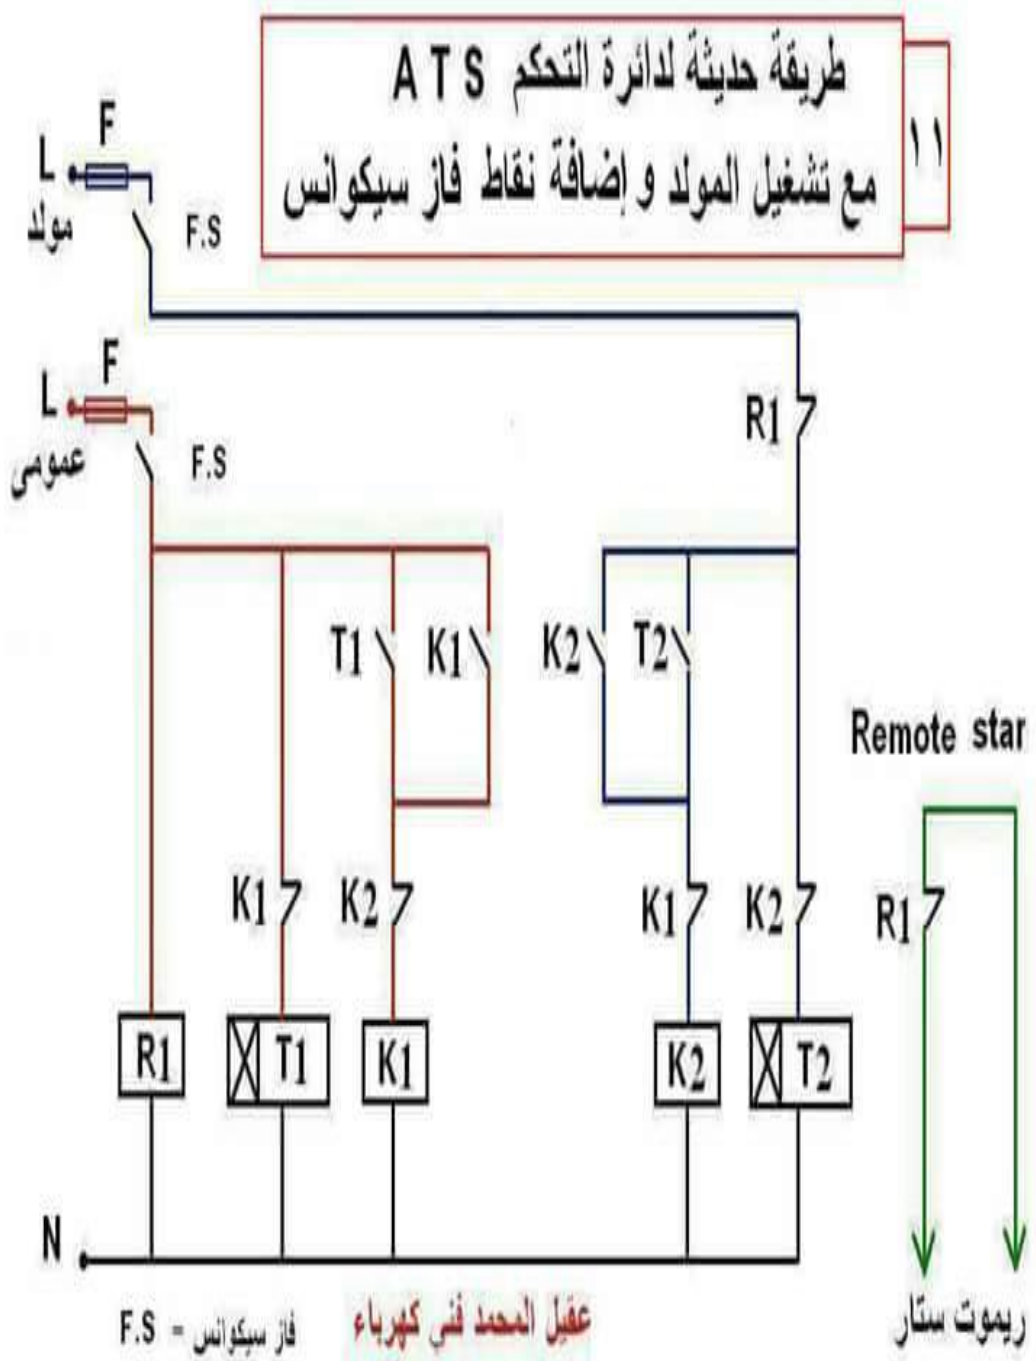 طريقة حديثة لدائرة التحكم ATS
مع تشغيل المولد و إضافة نقاط فاز سيكوانس
١١
F
L
مولد
F.S
F
L
عمومى
F.S
R1
T1
K1
K2
T2
Remote star
K1
K2
K1
K2
R1
R1
T1
K1
K2
T2
N
F.S = فاز سيكوانس
عقيل المحمد فني كهرباء
ريموت ستار